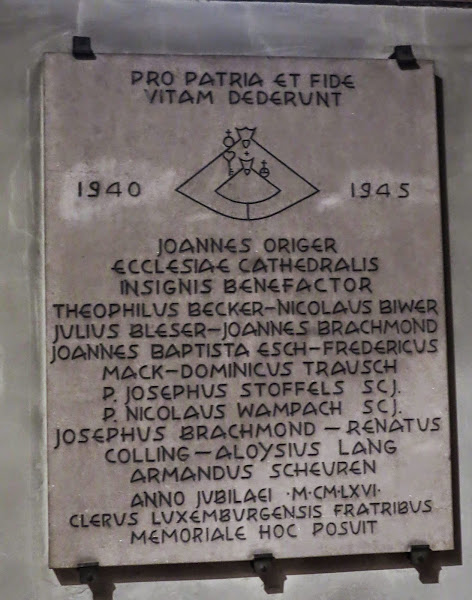 PRO PATRIA ET FIDE
VITAM DEDERUNT
1940 1945
JOANNES ORIGER
ECCLESIAE CATHEDRALIS
INSIGNIS BENEFACTOR
THEOPHILUS BECKER-NICOLAUS BIWER
JULIUS BLESER-JOANNES BRACHMOND
JOANNES BAPTISTA ESCH-FREDERICUS
MACK-DOMINICUS TRAUSCH
P. JOSEPHUS STOFFELS SCJ.
P. NICOLAUS WAMPACH SCJ.
JOSEPHUS BRACHMOND - RENATUS
COLLING-ALOYSIUS LANG
ARMANDUS SCHEUREN
ANNO JUBILAEI ·M·CM·LXVI·
CLERUS LUXEMBURGENSIS FRATRIBUS
MEMORIALE HOC POSUIT